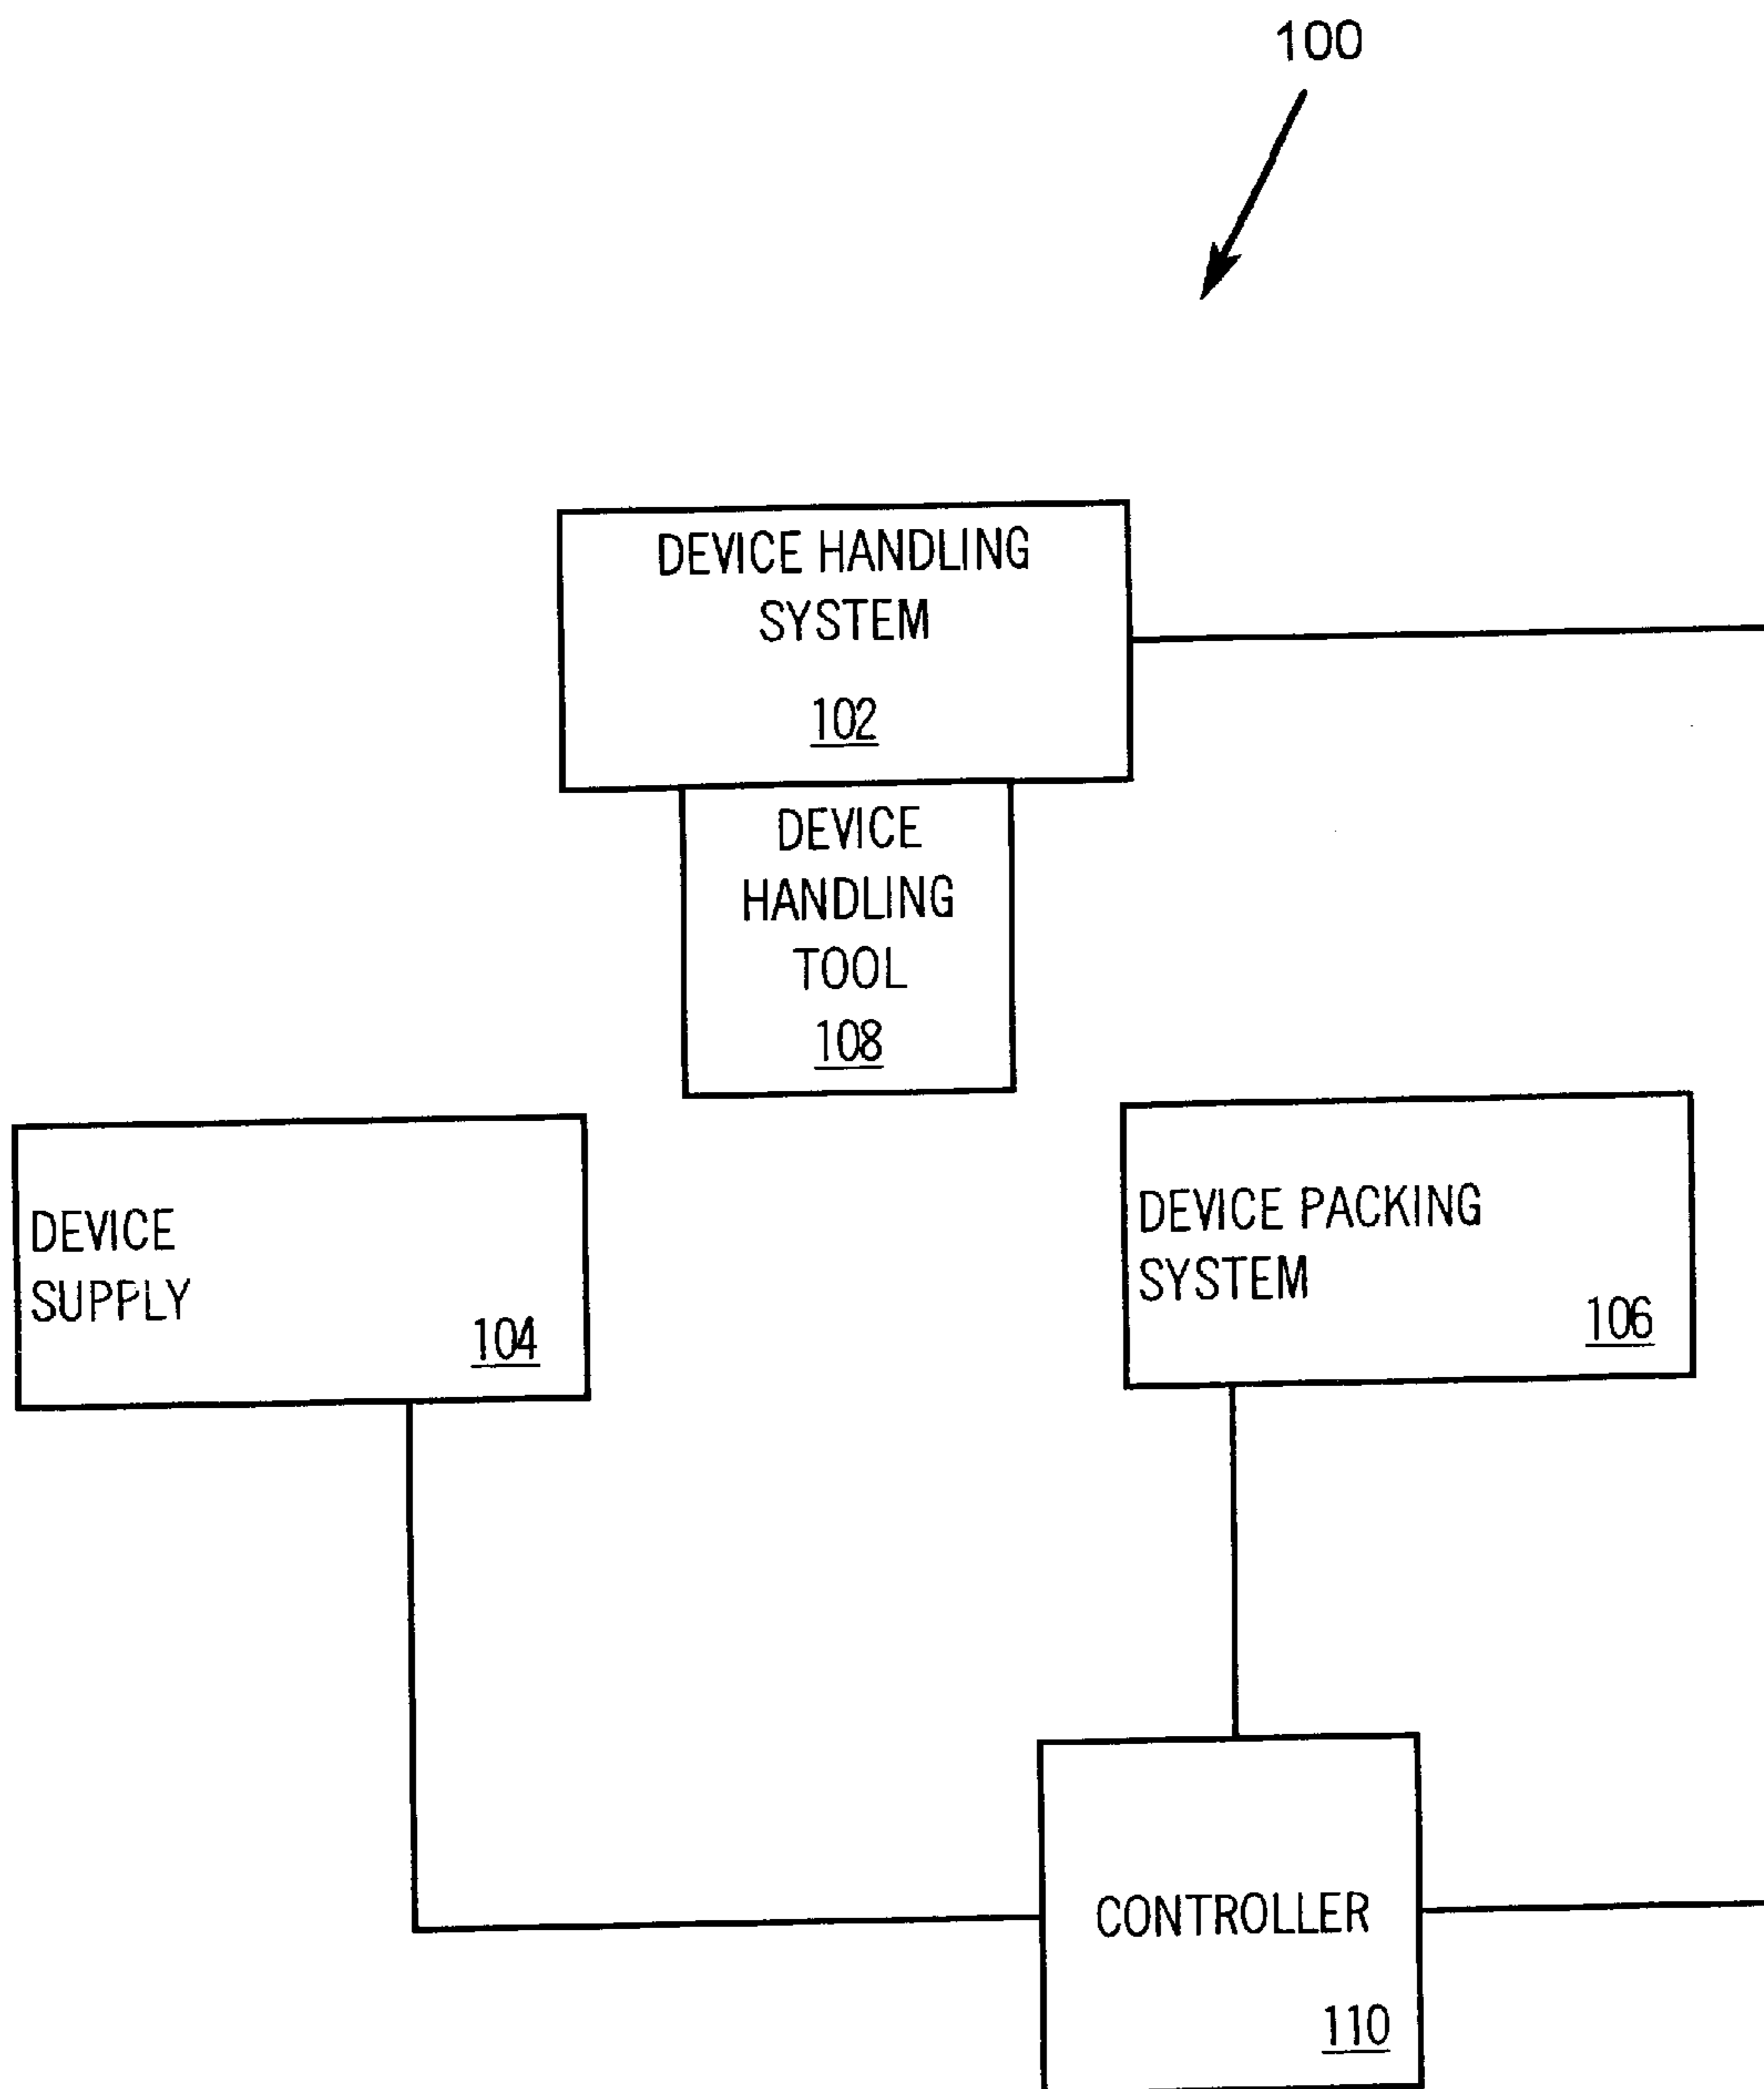 100
DEVICE HANDLING
SYSTEM
102
DEVICE
HANDLING
TOOL
108
DEVICE
SUPPLY
104
DEVICE PACKING
SYSTEM
106
CONTROLLER
110